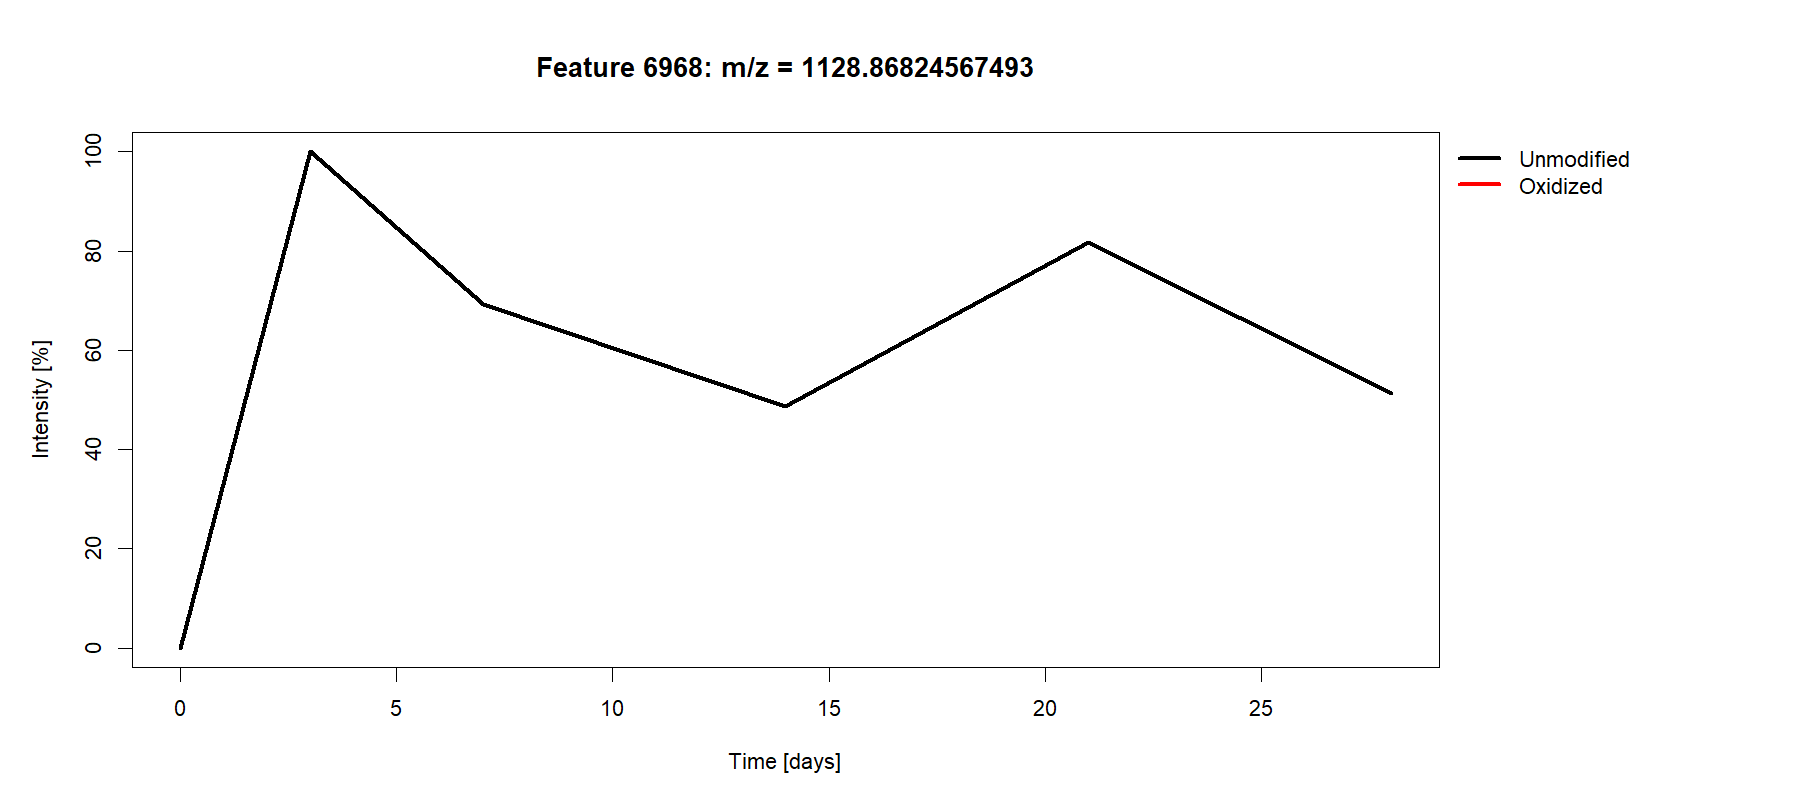 Feature 6968: m/z = 1128.86824567493
Unmodified
Oxidized
Intensity [%]
100
80
60
40
20
0
0 5 10 15 20 25
Time [days]